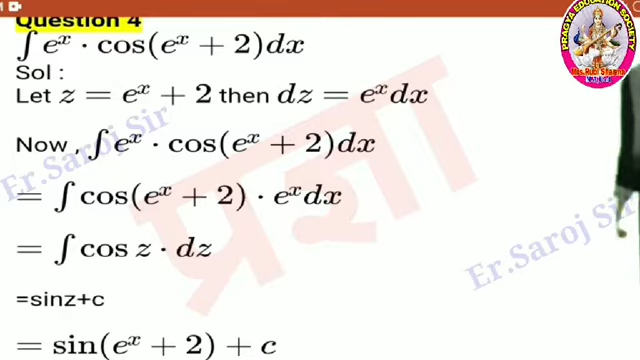 Question 4
∫ eˣ · cos(eˣ + 2)dx
Sol :
Let z = eˣ + 2 then dz = eˣdx
Now , ∫ eˣ · cos(eˣ + 2)dx
= ∫ cos(eˣ + 2) · eˣdx
= ∫ cos z · dz
=sinz+c
= sin(eˣ + 2) + c
Er.Saroj Sir
प्रज्ञा
Er.Saroj Sir
PRAGYA EDUCATION SOCIETY